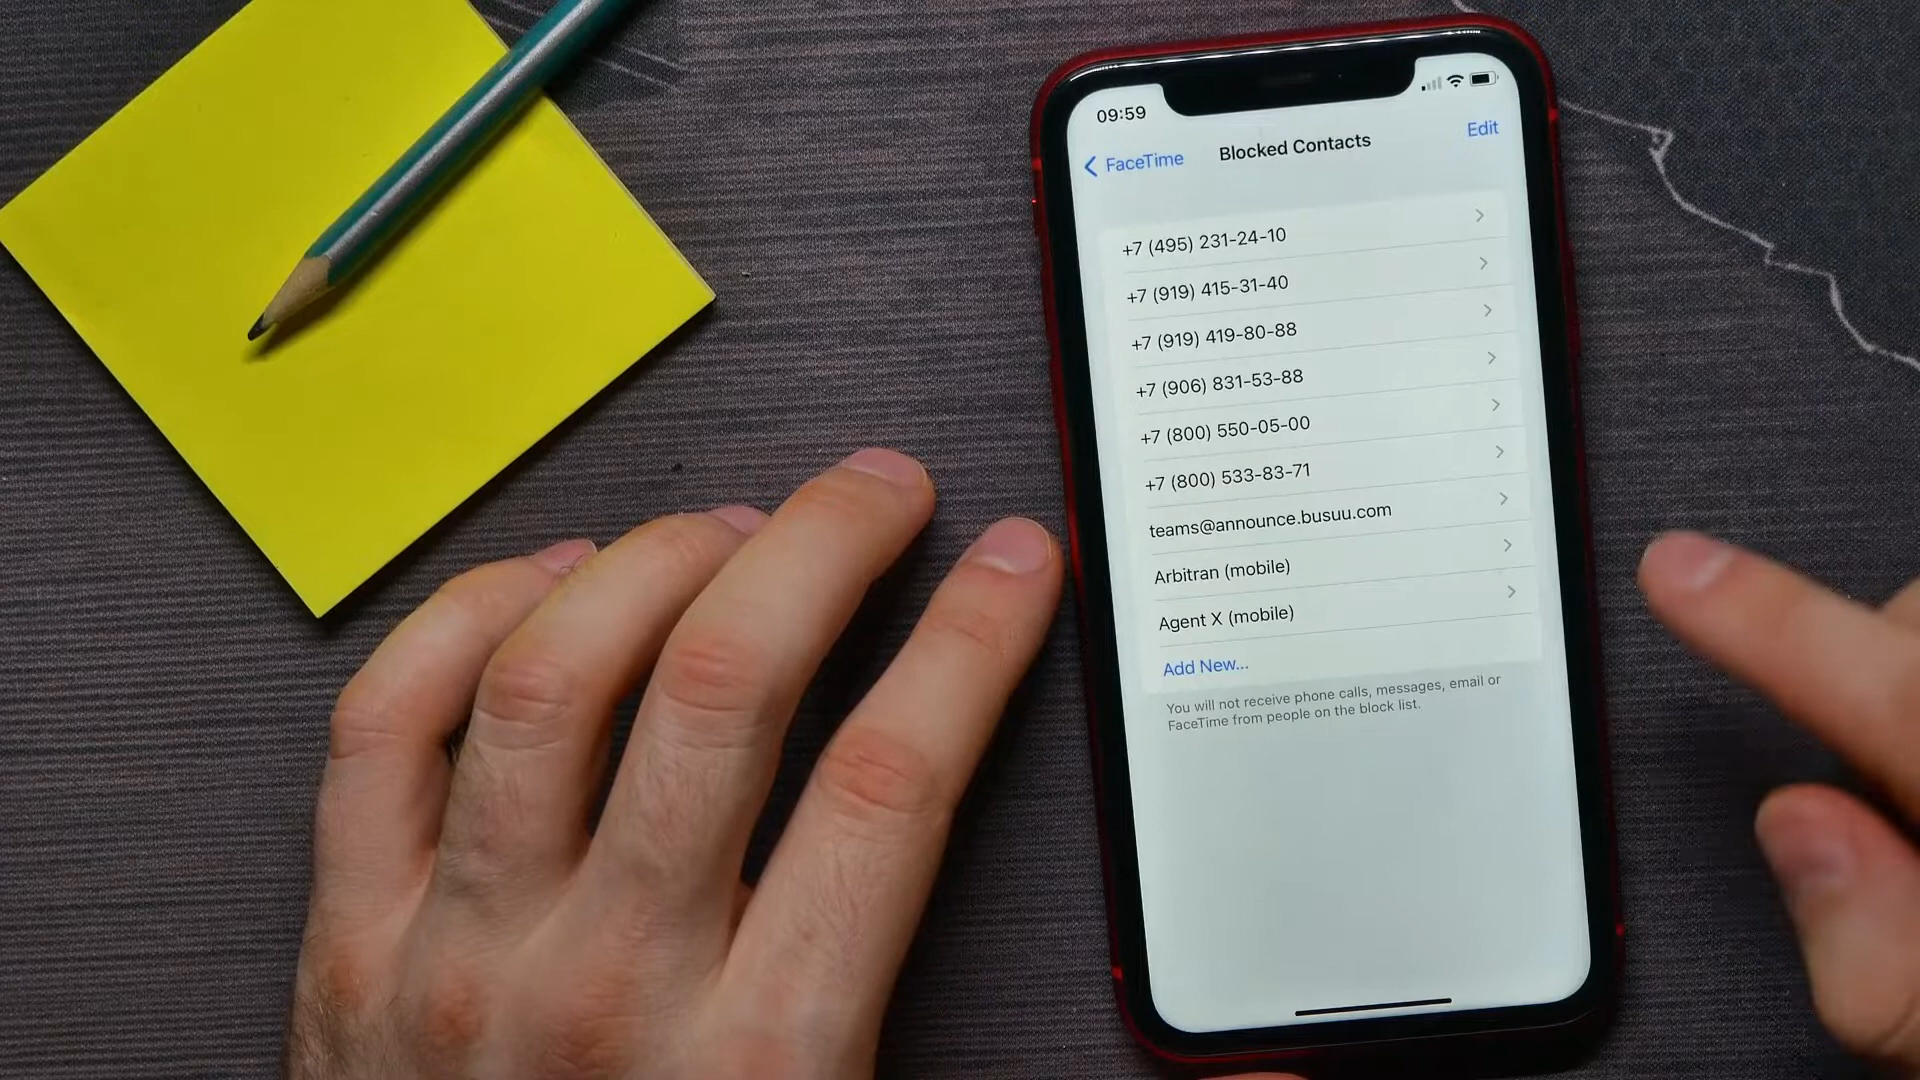 09:59
FaceTime
Blocked Contacts
Edit
+7 (495) 231-24-10
+7 (919) 415-31-40
+7 (919) 419-80-88
+7 (906) 831-53-88
+7 (800) 550-05-00
+7 (800) 533-83-71
teams@announce.busuu.com
Arbitran (mobile)
Agent X (mobile)
Add New...
You will not receive phone calls, messages, email or
FaceTime from people on the block list.